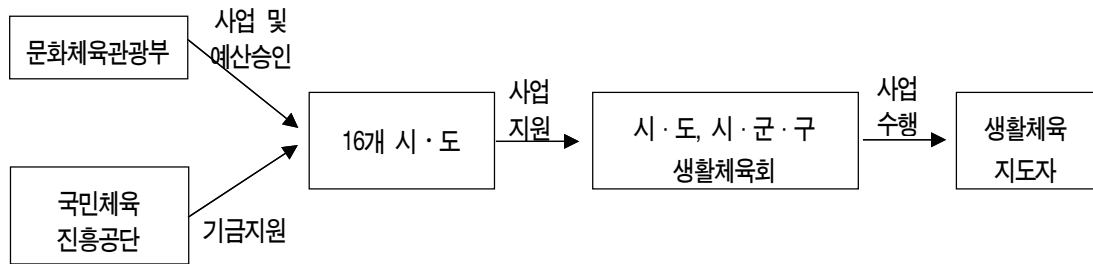 문화체육관광부
사업 및
예산승인
국민체육
진흥공단
기금지원
16개 시·도
사업
지원
시·도, 시·군·구
생활체육회
사업
수행
생활체육
지도자